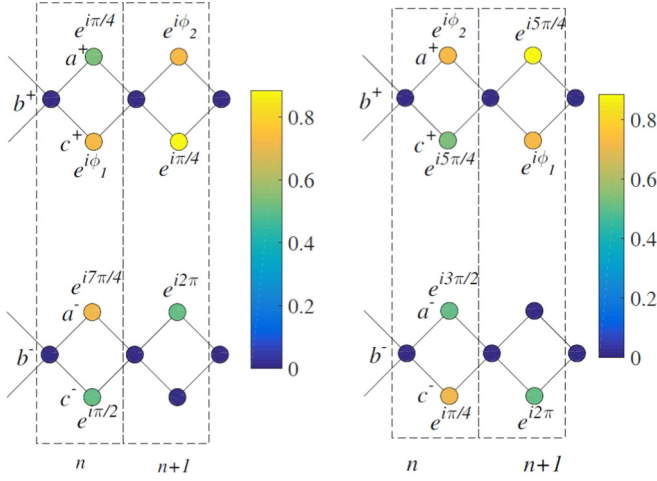 e^{iπ/4} e^{iϕ_2}
a^+
b^+
c^+
e^{iϕ_1} e^{iπ/4}
0.8
0.6
0.4
0.2
0
e^{i7π/4} e^{i2π}
a^-
b^-
c^-
e^{iπ/2}
n n+1
e^{iϕ_2} e^{i5π/4}
a^+
b^+
c^+
e^{i5π/4} e^{iϕ_1}
0.8
0.6
0.4
0.2
0
e^{i3π/2}
a^-
b^-
c^-
e^{iπ/4} e^{i2π}
n n+1